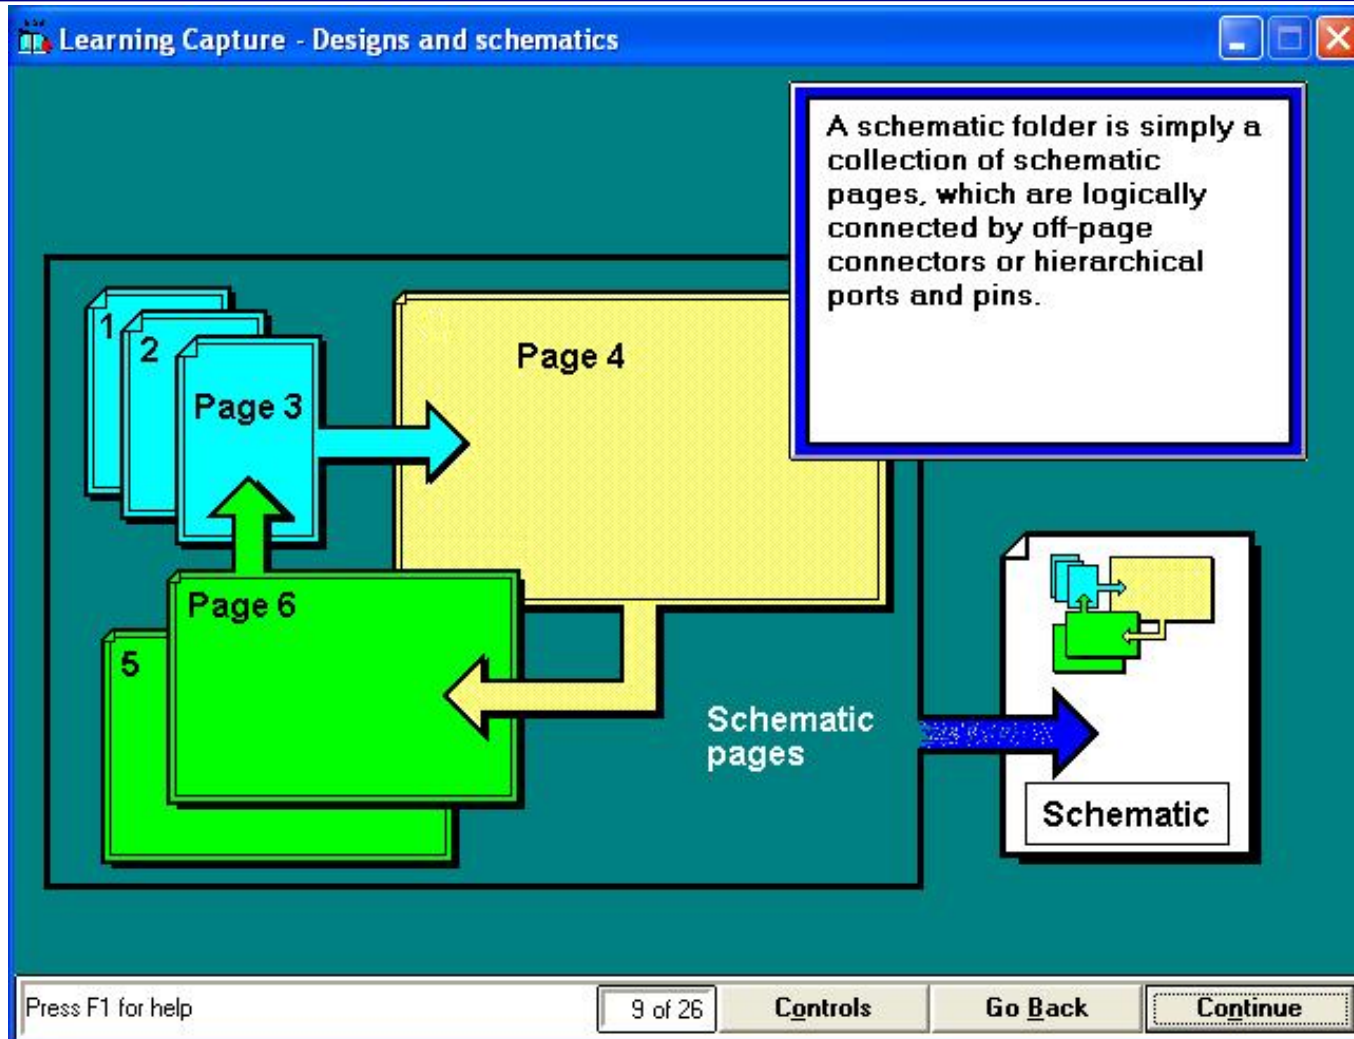 Learning Capture - Designs and schematics
A schematic folder is simply a
collection of schematic
pages, which are logically
connected by off-page
connectors or hierarchical
ports and pins.
1
2
Page 3
Page 4
Page 6
5
Schematic
pages
Schematic
Press F1 for help
9 of 26
Controls
Go Back
Continue